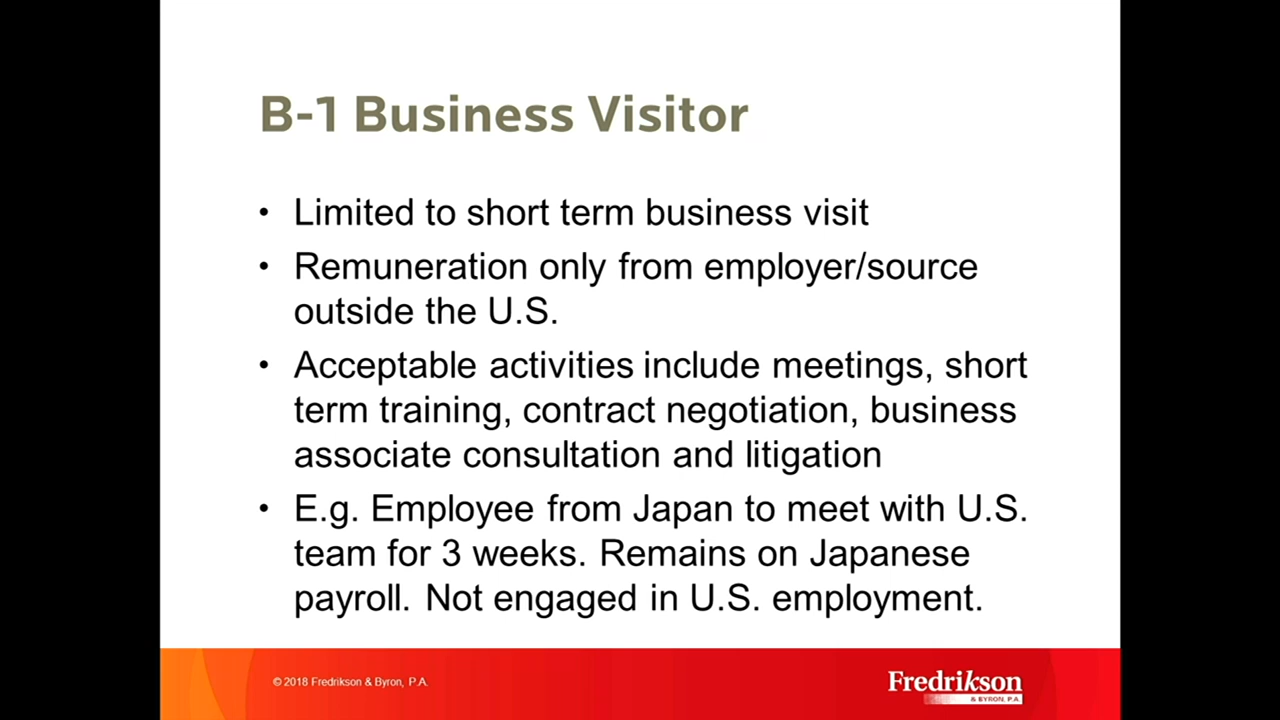 B-1 Business Visitor
• Limited to short term business visit
• Remuneration only from employer/source
outside the U.S.
• Acceptable activities include meetings, short
term training, contract negotiation, business
associate consultation and litigation
• E.g. Employee from Japan to meet with U.S.
team for 3 weeks. Remains on Japanese
payroll. Not engaged in U.S. employment.
© 2018 Fredrikson & Byron, P.A.
Fredrikson
& BYRON, P.A.